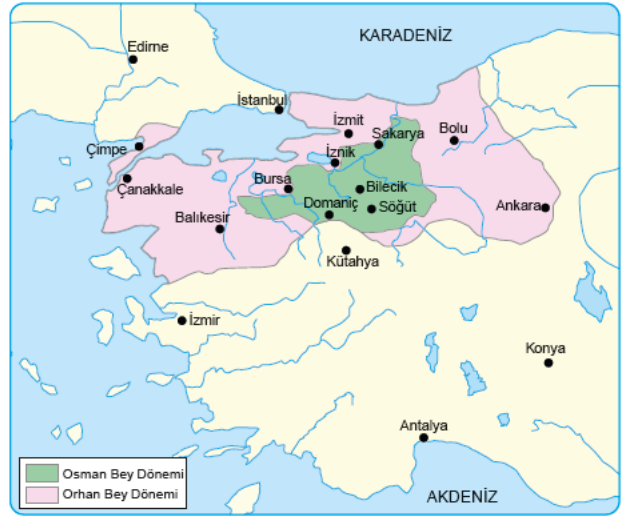 KARADENİZ
Edirne
İstanbul
İzmit
Sakarya
Bolu
Çimpe
İznik
Çanakkale
Bursa
Bilecik
Domaniç
Söğüt
Ankara
Balıkesir
Kütahya
İzmir
Konya
Antalya
Osman Bey Dönemi
Orhan Bey Dönemi
AKDENİZ